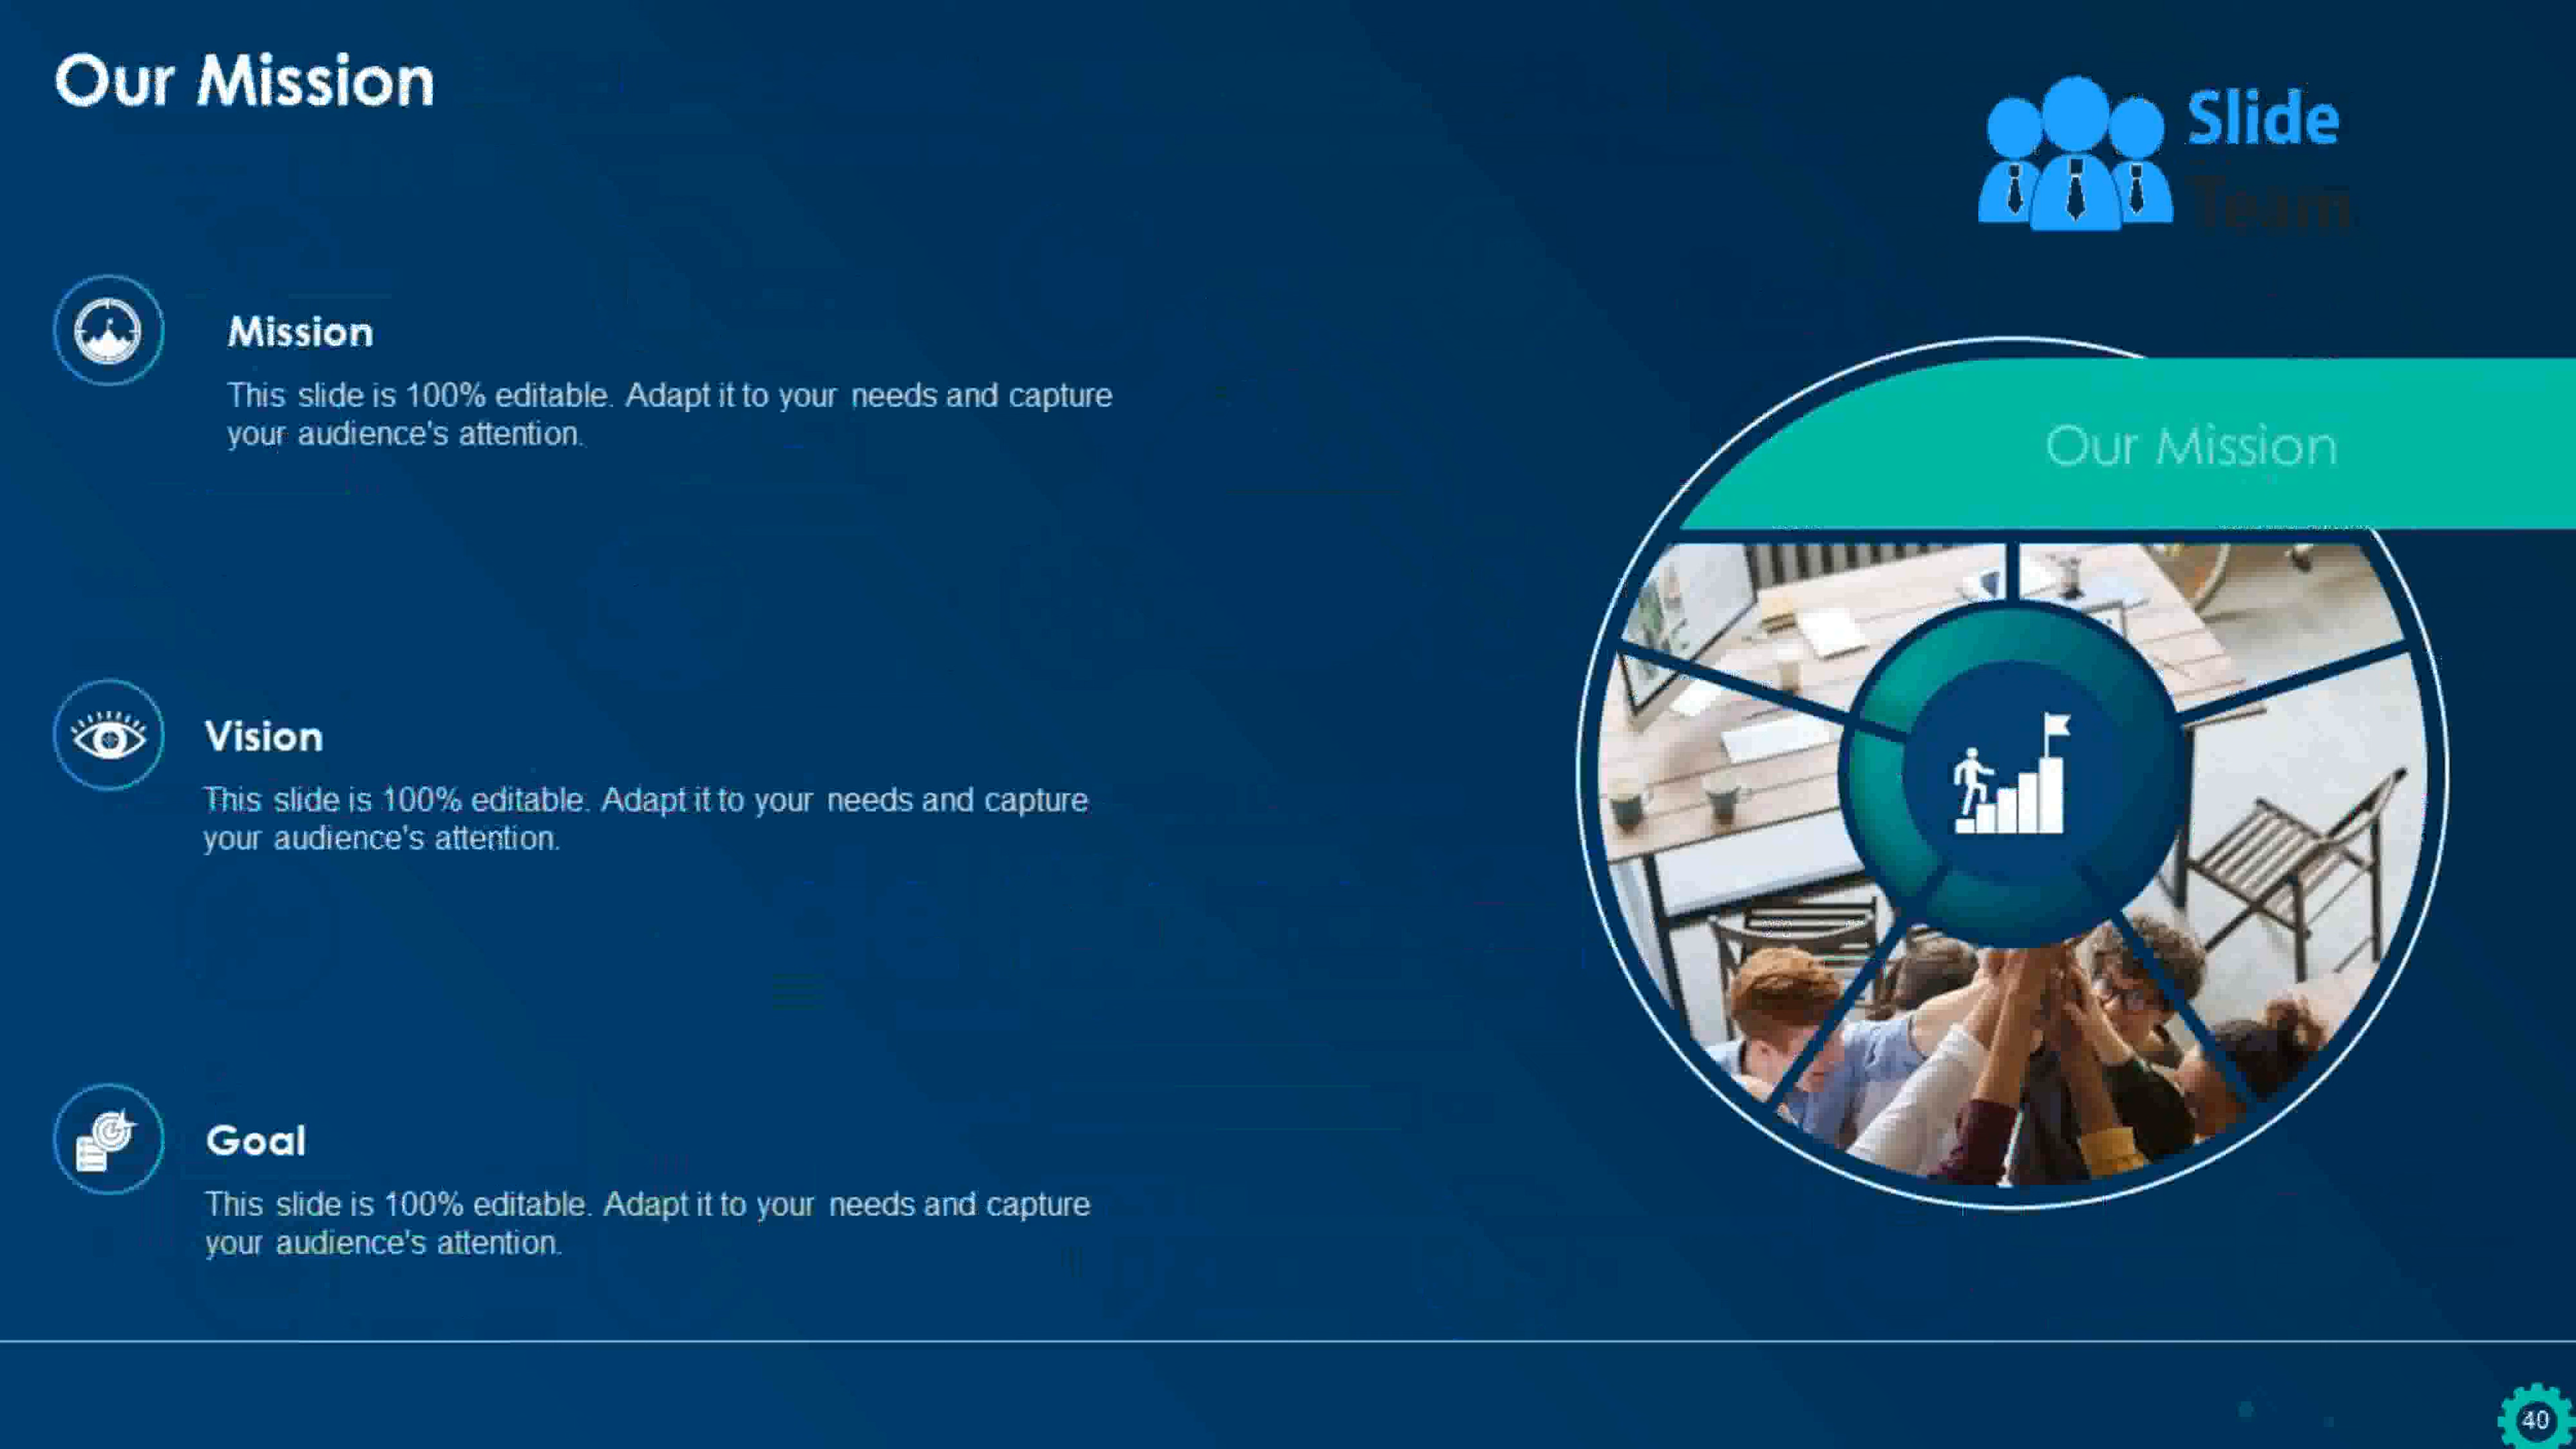 Our Mission
Slide
Team
Mission
This slide is 100% editable. Adapt it to your needs and capture
your audience's attention.
Our Mission
Vision
This slide is 100% editable. Adapt it to your needs and capture
your audience's attention.
Goal
This slide is 100% editable. Adapt it to your needs and capture
your audience's attention.
40